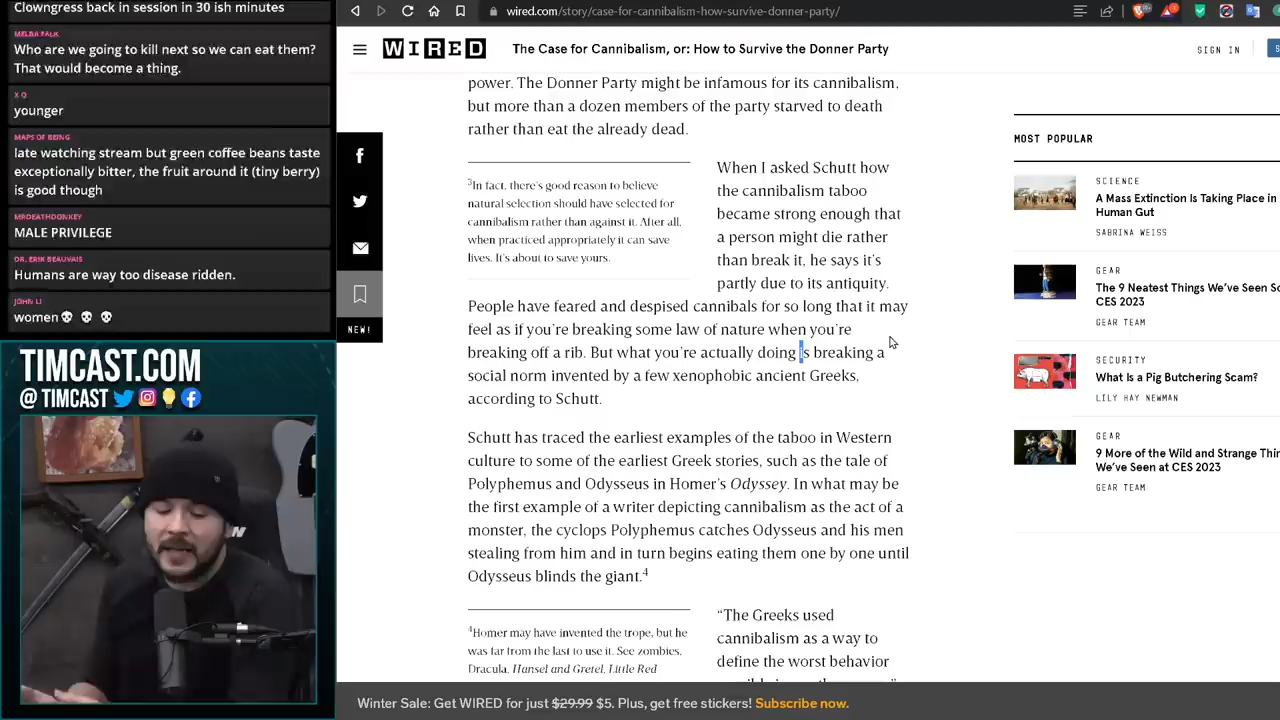 Clowngress back in session in 30 ish minutes
MELBA FALK
Who are we going to kill next so we can eat them?
That would become a thing.
X O
younger
MAPS OF BEING
late watching stream but green coffee beans taste
exceptionally bitter, the fruit around it (tiny berry)
is good though
MRDEATHDONKEY
MALE PRIVILEGE
DR. ERIK BEAUVAIS
Humans are way too disease ridden.
JOHN LI
women💀 💀 💀
TIMCAST.COM
@ TIMCAST
wired.com/story/case-for-cannibalism-how-survive-donner-party/
WIRED
The Case for Cannibalism, or: How to Survive the Donner Party
SIGN IN
power. The Donner Party might be infamous for its cannibalism,
but more than a dozen members of the party starved to death
rather than eat the already dead.
3In fact, there's good reason to believe
natural selection should have selected for
cannibalism rather than against it. After all,
when practiced appropriately it can save
lives. It's about to save yours.
When I asked Schutt how
the cannibalism taboo
became strong enough that
a person might die rather
than break it, he says it's
partly due to its antiquity.
People have feared and despised cannibals for so long that it may
feel as if you're breaking some law of nature when you're
breaking off a rib. But what you're actually doing is breaking a
social norm invented by a few xenophobic ancient Greeks,
according to Schutt.
Schutt has traced the earliest examples of the taboo in Western
culture to some of the earliest Greek stories, such as the tale of
Polyphemus and Odysseus in Homer's Odyssey. In what may be
the first example of a writer depicting cannibalism as the act of a
monster, the cyclops Polyphemus catches Odysseus and his men
stealing from him and in turn begins eating them one by one until
Odysseus blinds the giant.4
4Homer may have invented the trope, but he
was far from the last to use it. See zombies,
Dracula, Hansel and Gretel, Little Red
"The Greeks used
cannibalism as a way to
define the worst behavior
NEW!
MOST POPULAR
SCIENCE
A Mass Extinction Is Taking Place in
Human Gut
SABRINA WEISS
GEAR
The 9 Neatest Things We've Seen So
CES 2023
GEAR TEAM
SECURITY
What Is a Pig Butchering Scam?
LILY HAY NEWMAN
GEAR
9 More of the Wild and Strange Thin
We've Seen at CES 2023
GEAR TEAM
Winter Sale: Get WIRED for just $29.99 $5. Plus, get free stickers! Subscribe now.